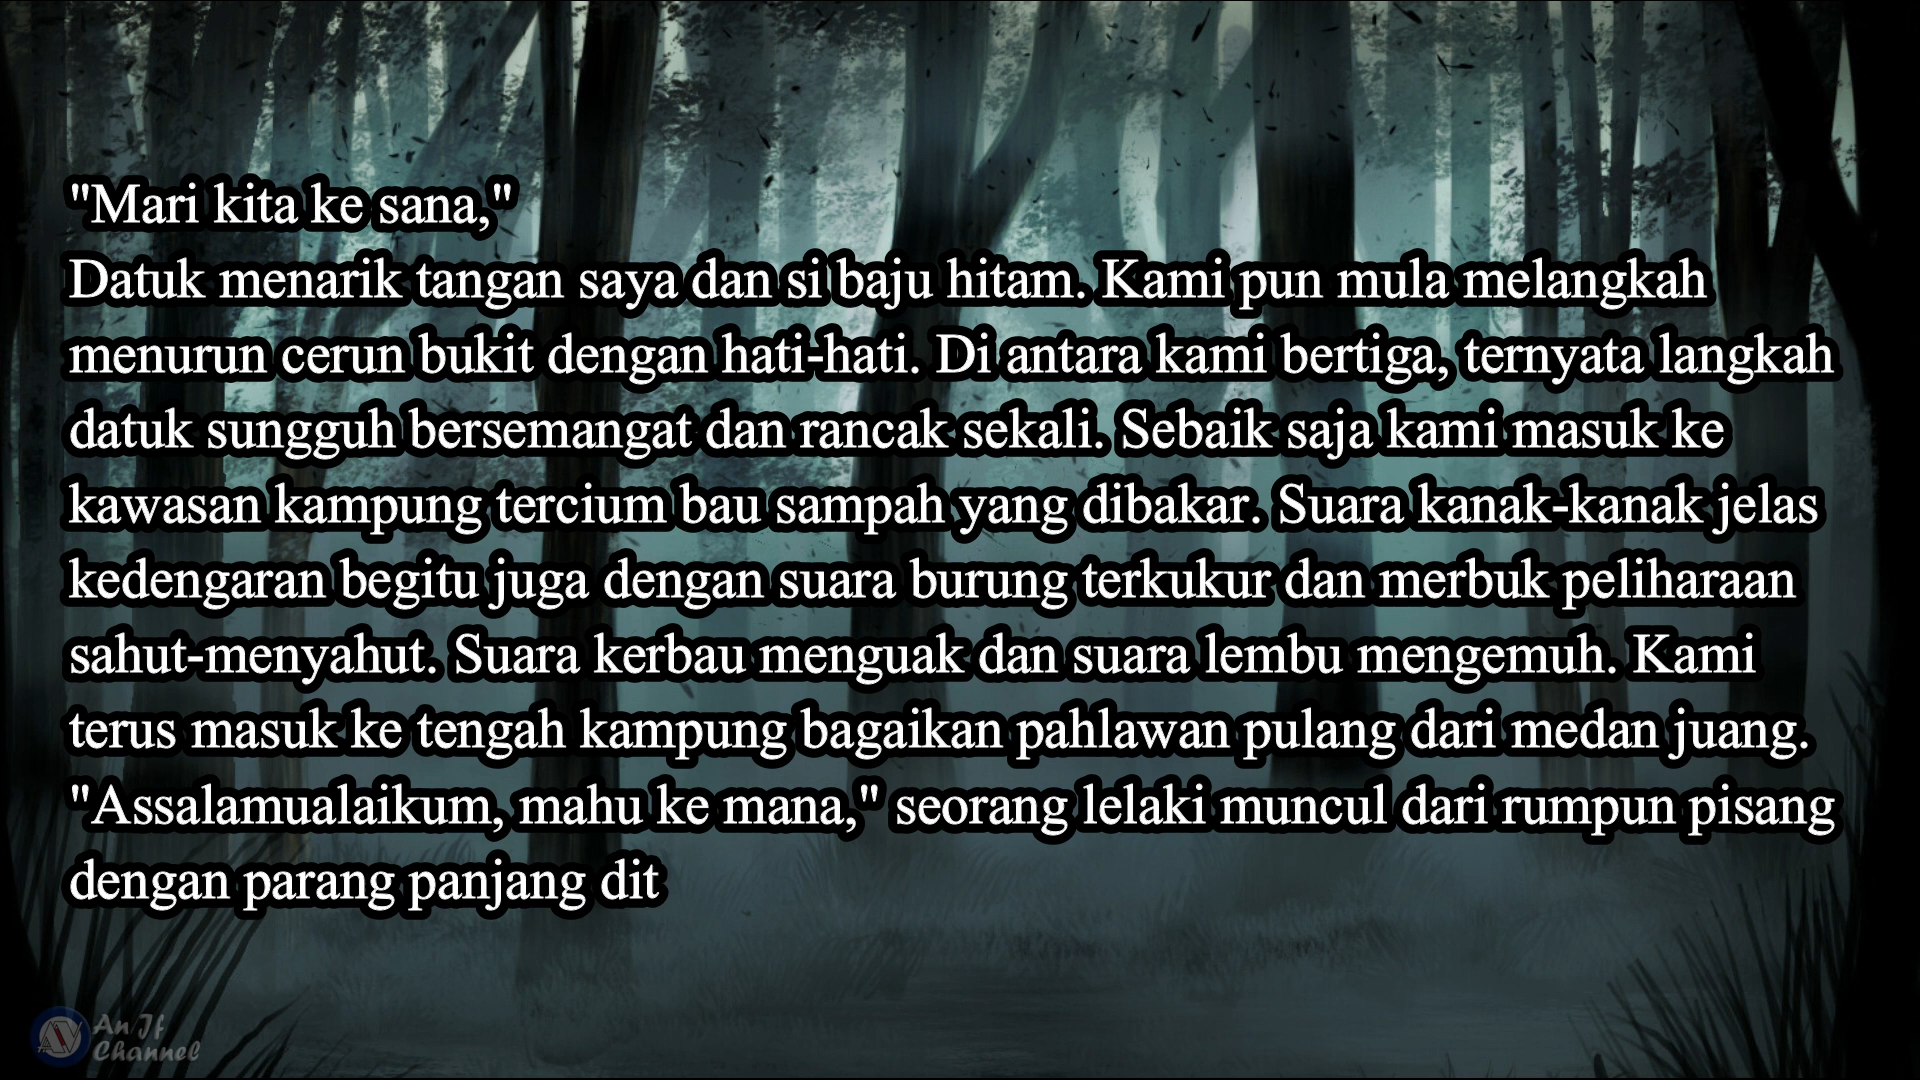 "Mari kita ke sana,"
Datuk menarik tangan saya dan si baju hitam. Kami pun mula melangkah
menurun cerun bukit dengan hati-hati. Di antara kami bertiga, ternyata langkah
datuk sungguh bersemangat dan rancak sekali. Sebaik saja kami masuk ke
kawasan kampung tercium bau sampah yang dibakar. Suara kanak-kanak jelas
kedengaran begitu juga dengan suara burung terkukur dan merbuk peliharaan
sahut-menyahut. Suara kerbau menguak dan suara lembu mengemuh. Kami
terus masuk ke tengah kampung bagaikan pahlawan pulang dari medan juang.
"Assalamualaikum, mahu ke mana," seorang lelaki muncul dari rumpun pisang
dengan parang panjang dit
An Jf
Channel